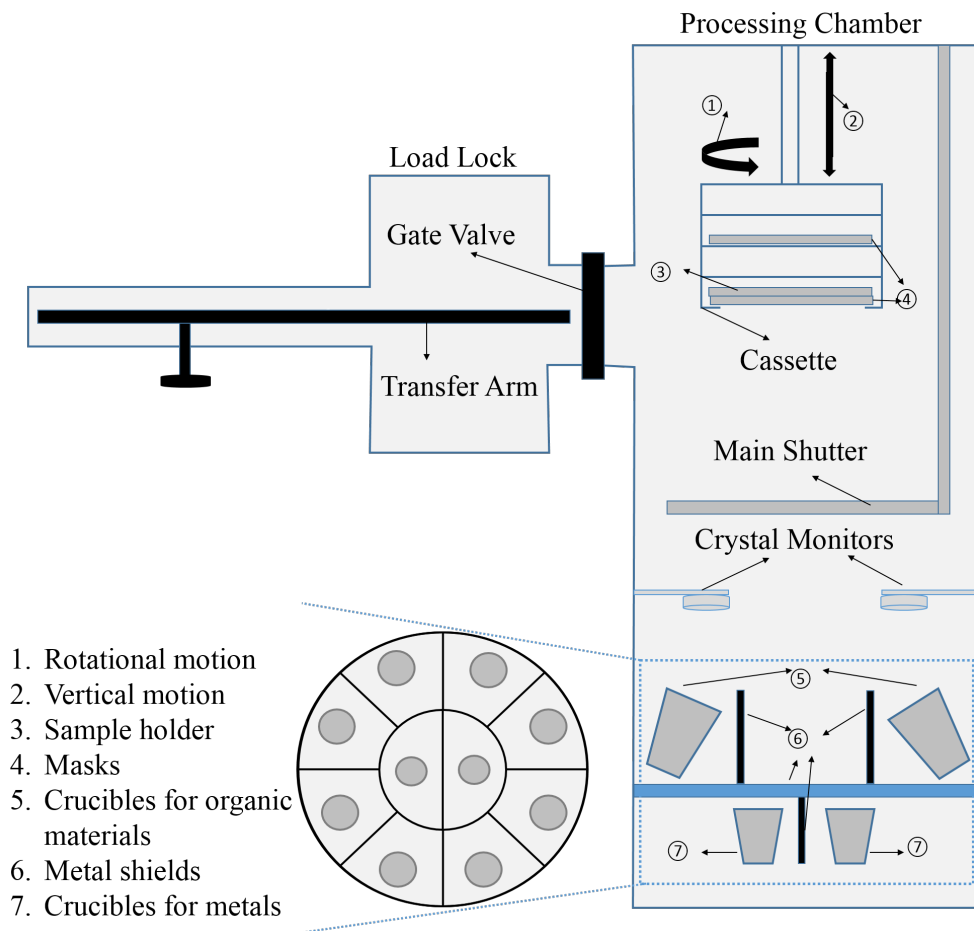 Processing Chamber
①
②
Load Lock
Gate Valve
③
④
Cassette
Transfer Arm
Main Shutter
Crystal Monitors
1. Rotational motion
2. Vertical motion
3. Sample holder
4. Masks
5. Crucibles for organic
materials
6. Metal shields
7. Crucibles for metals
⑤
⑥
⑦
⑦